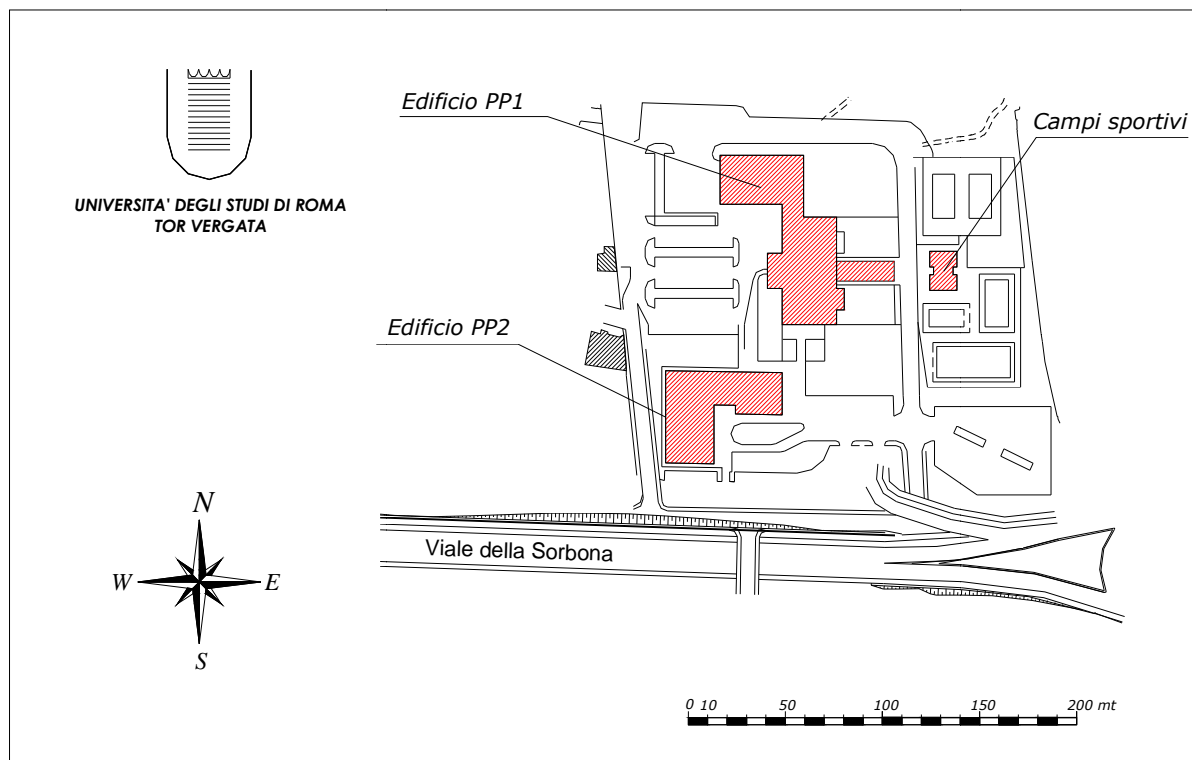 Edificio PP1
Campi sportivi
UNIVERSITA' DEGLI STUDI DI ROMA
TOR VERGATA
Edificio PP2
N
Viale della Sorbona
W E
S
0 10 50 100 150 200 mt